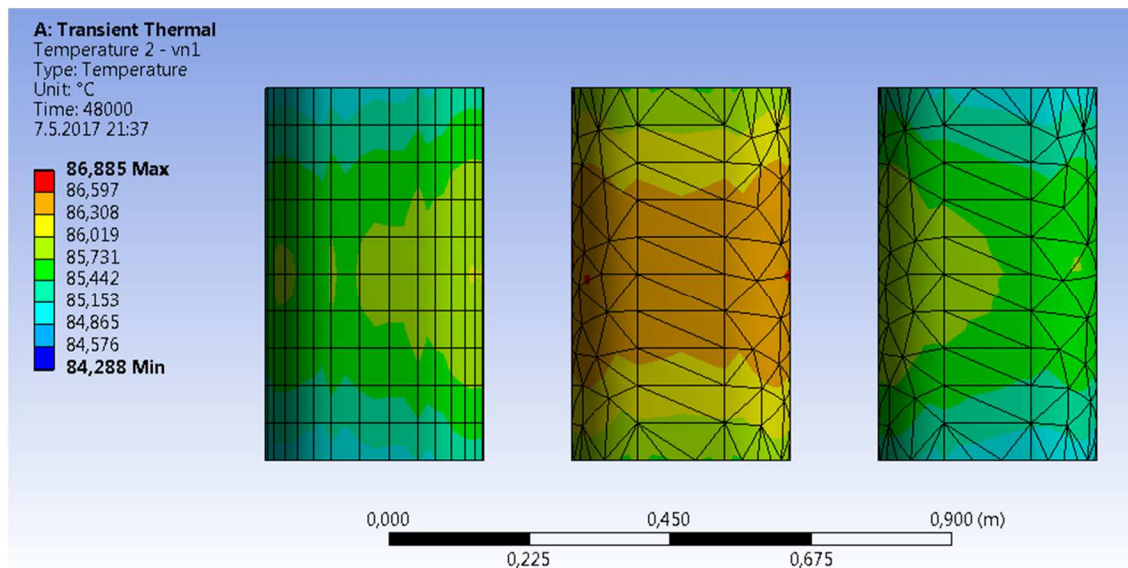 A: Transient Thermal
Temperature 2 - vn1
Type: Temperature
Unit: °C
Time: 48000
7.5.2017 21:37
86,885 Max
86,597
86,308
86,019
85,731
85,442
85,153
84,865
84,576
84,288 Min
0,000 0,450 0,900 (m)
0,225 0,675